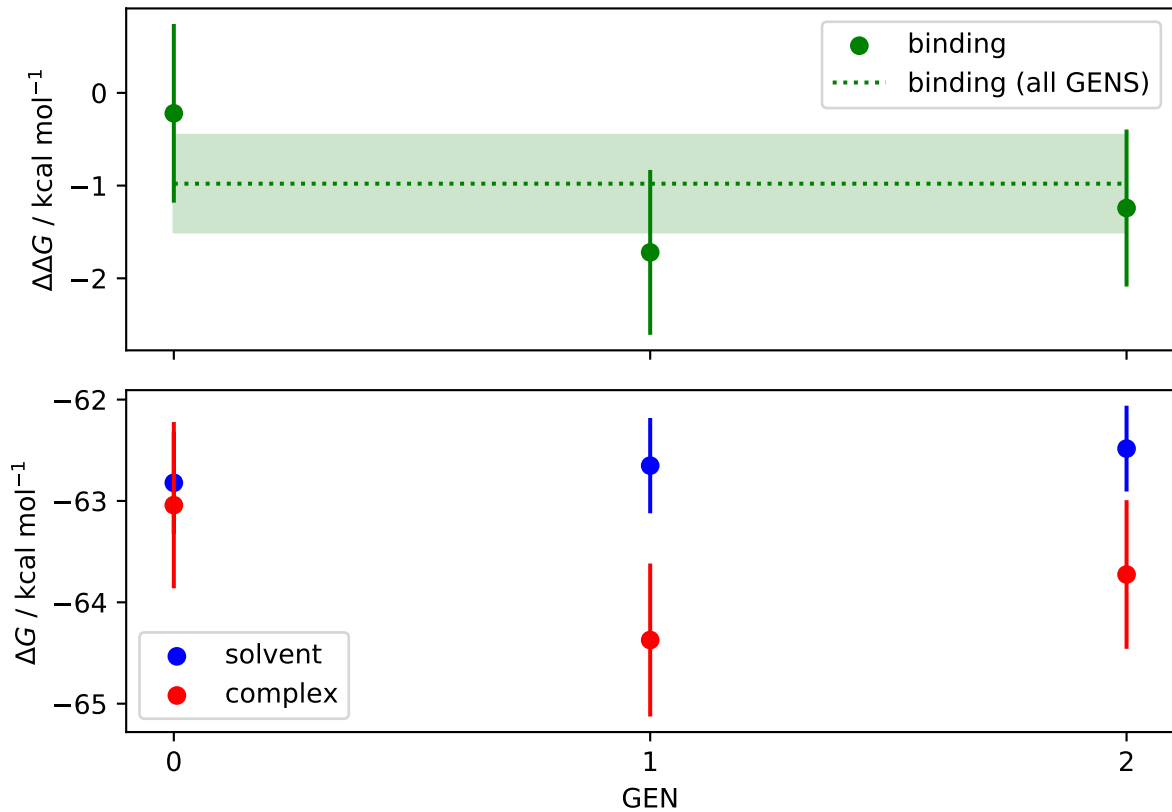 ΔΔG / kcal mol⁻¹
0
−1
−2
binding
binding (all GENS)
ΔG / kcal mol⁻¹
−62
−63
−64
−65
solvent
complex
0 1 2
GEN